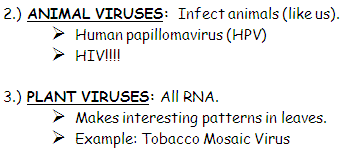 2.) ANIMAL VIRUSES: Infect animals (like us).
➢ Human papillomavirus (HPV)
➢ HIV!!!!
3.) PLANT VIRUSES: All RNA.
➢ Makes interesting patterns in leaves.
➢ Example: Tobacco Mosaic Virus